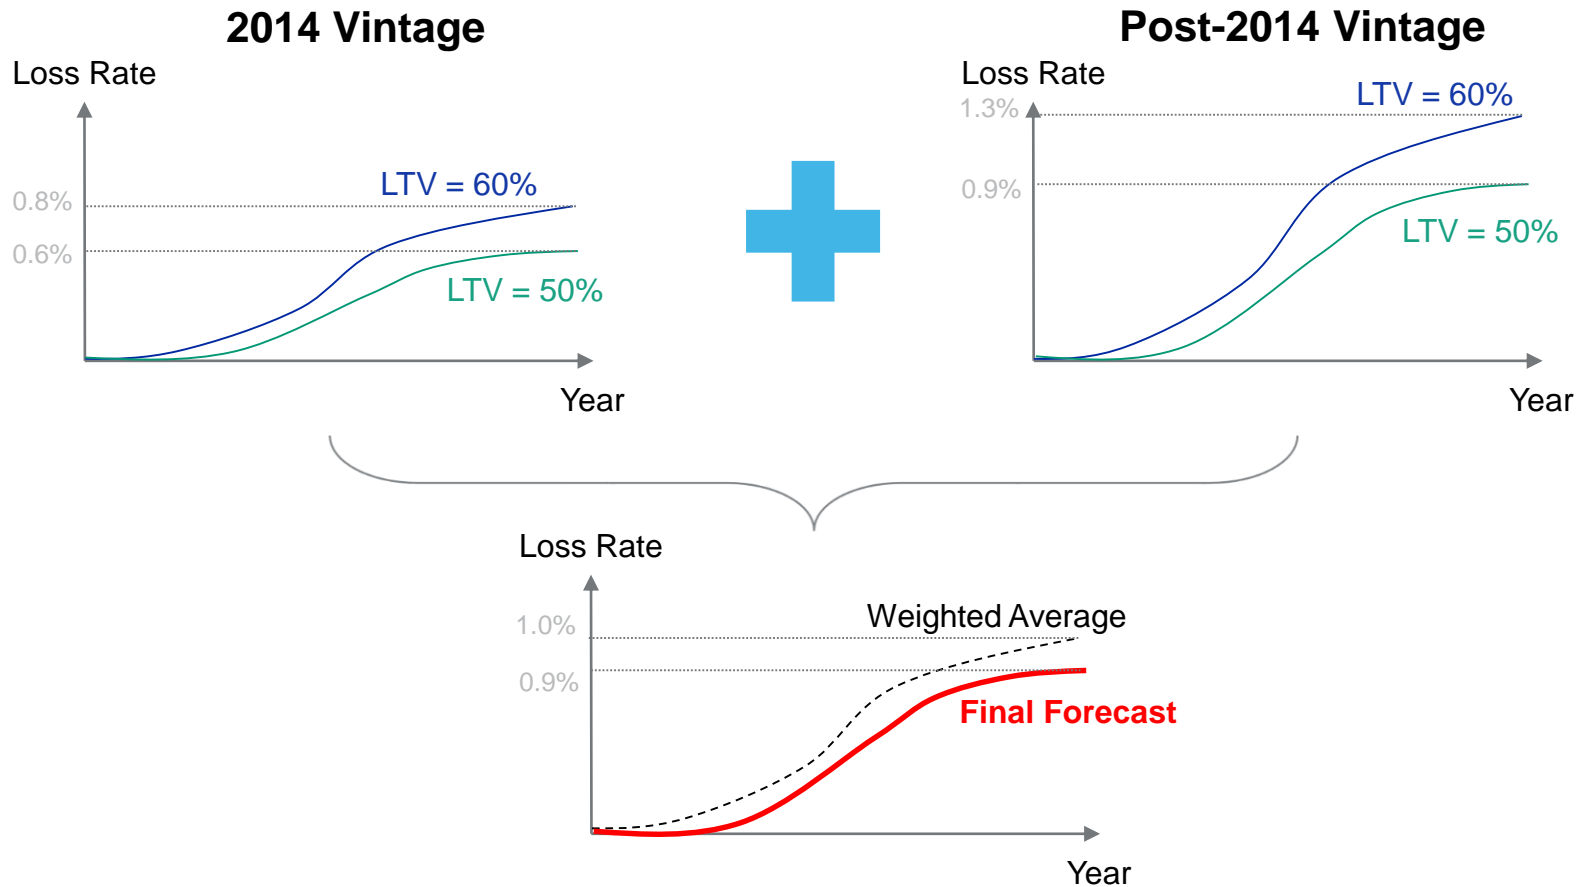 2014 Vintage
Loss Rate
LTV = 60%
0.8%
0.6%
LTV = 50%
Year
Post-2014 Vintage
Loss Rate
LTV = 60%
1.3%
0.9%
LTV = 50%
Year
Loss Rate
Weighted Average
1.0%
0.9%
Final Forecast
Year